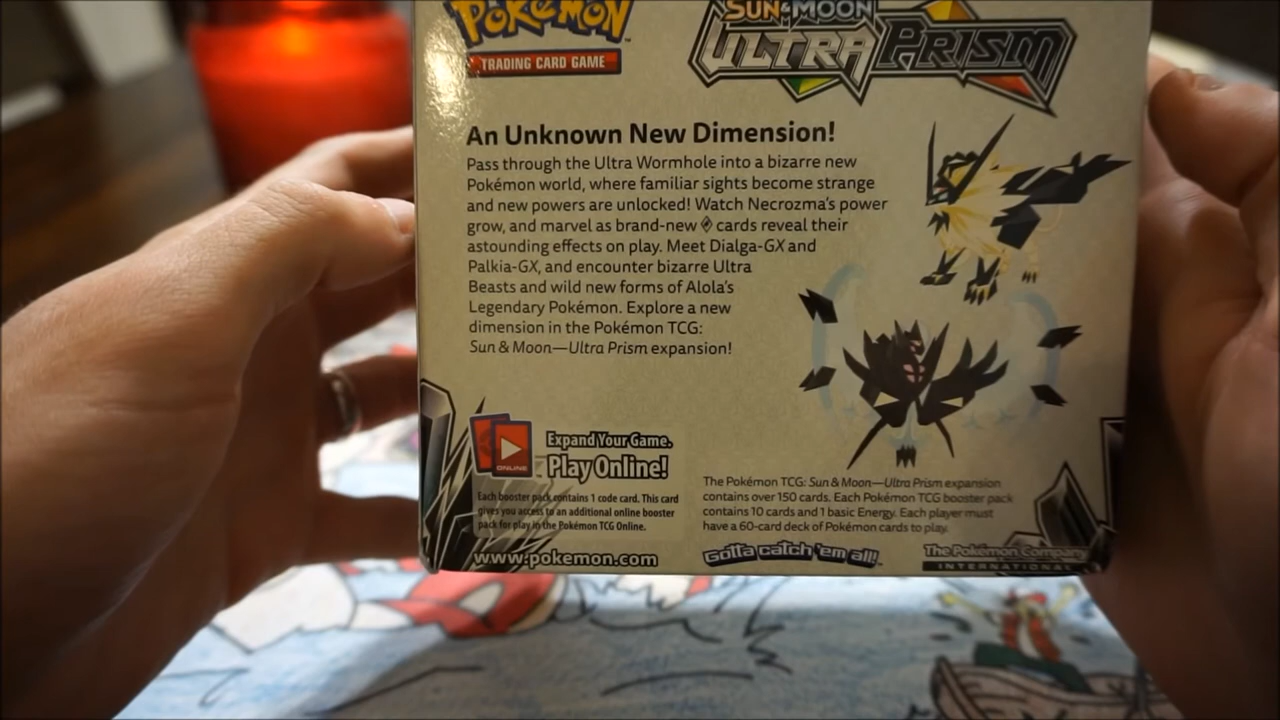 POKéMON
TRADING CARD GAME
SUN & MOON
ULTRA PRISM
An Unknown New Dimension!
Pass through the Ultra Wormhole into a bizarre new
Pokémon world, where familiar sights become strange
and new powers are unlocked! Watch Necrozma's power
grow, and marvel as brand-new cards reveal their
astounding effects on play. Meet Dialga-GX and
Palkia-GX, and encounter bizarre Ultra
Beasts and wild new forms of Alola's
Legendary Pokémon. Explore a new
dimension in the Pokémon TCG:
Sun & Moon—Ultra Prism expansion!
ONLINE
Expand Your Game.
Play Online!
Each booster pack contains 1 code card. This card
gives you access to an additional online booster
pack for play in the Pokémon TCG Online.
www.pokemon.com
The Pokémon TCG: Sun & Moon—Ultra Prism expansion
contains over 150 cards. Each Pokémon TCG booster pack
contains 10 cards and 1 basic Energy. Each player must
have a 60-card deck of Pokémon cards to play.
Gotta catch 'em all!™
The Pokémon Company
INTERNATIONAL